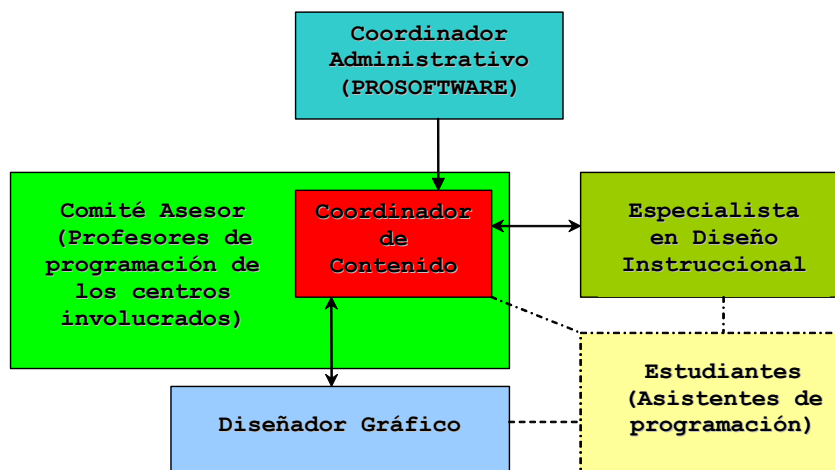 Coordinador
Administrativo
(PROSOFTWARE)
Comité Asesor
(Profesores de
programación de
los centros
involucrados)
Coordinador
de
Contenido
Especialista
en Diseño
Instruccional
Estudiantes
(Asistentes de
programación)
Diseñador Gráfico